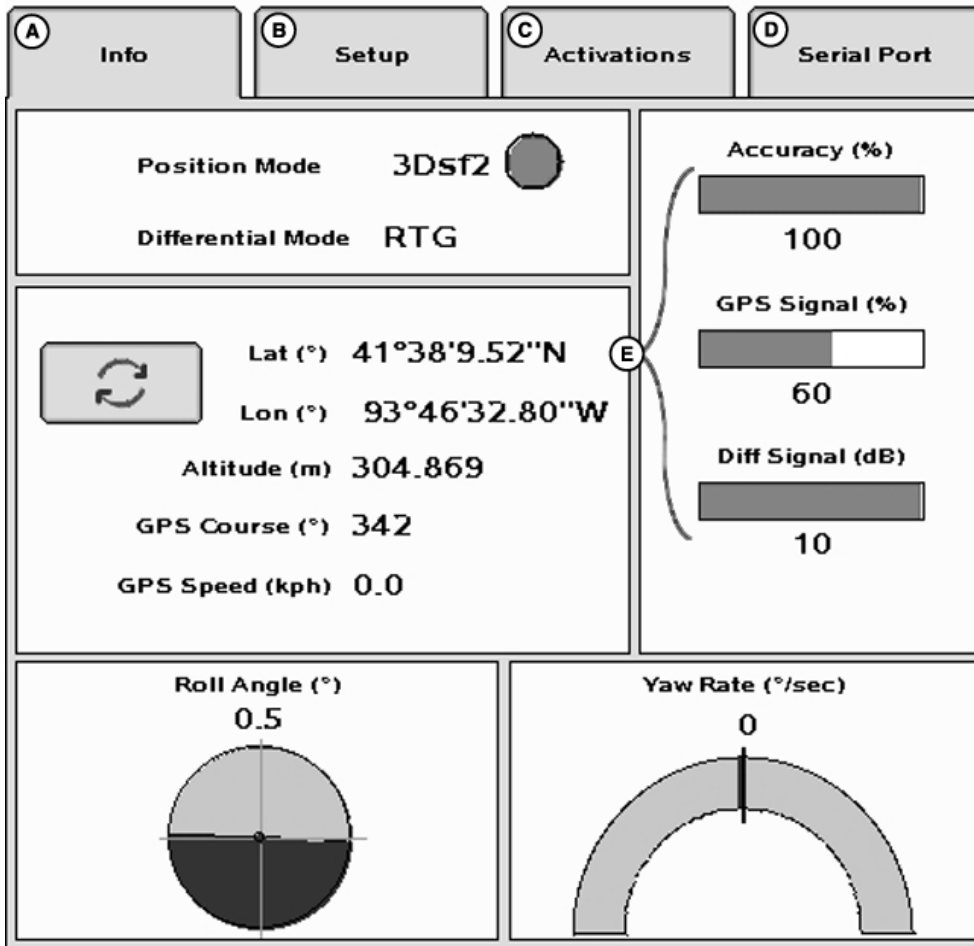 A Info
B Setup
C Activations
D Serial Port
Position Mode 3Dsf2
Differential Mode RTG
Lat (°) 41°38'9.52"N
Lon (°) 93°46'32.80"W
Altitude (m) 304.869
GPS Course (°) 342
GPS Speed (kph) 0.0
E
Accuracy (%)
100
GPS Signal (%)
60
Diff Signal (dB)
10
Roll Angle (°)
0.5
Yaw Rate (°/sec)
0